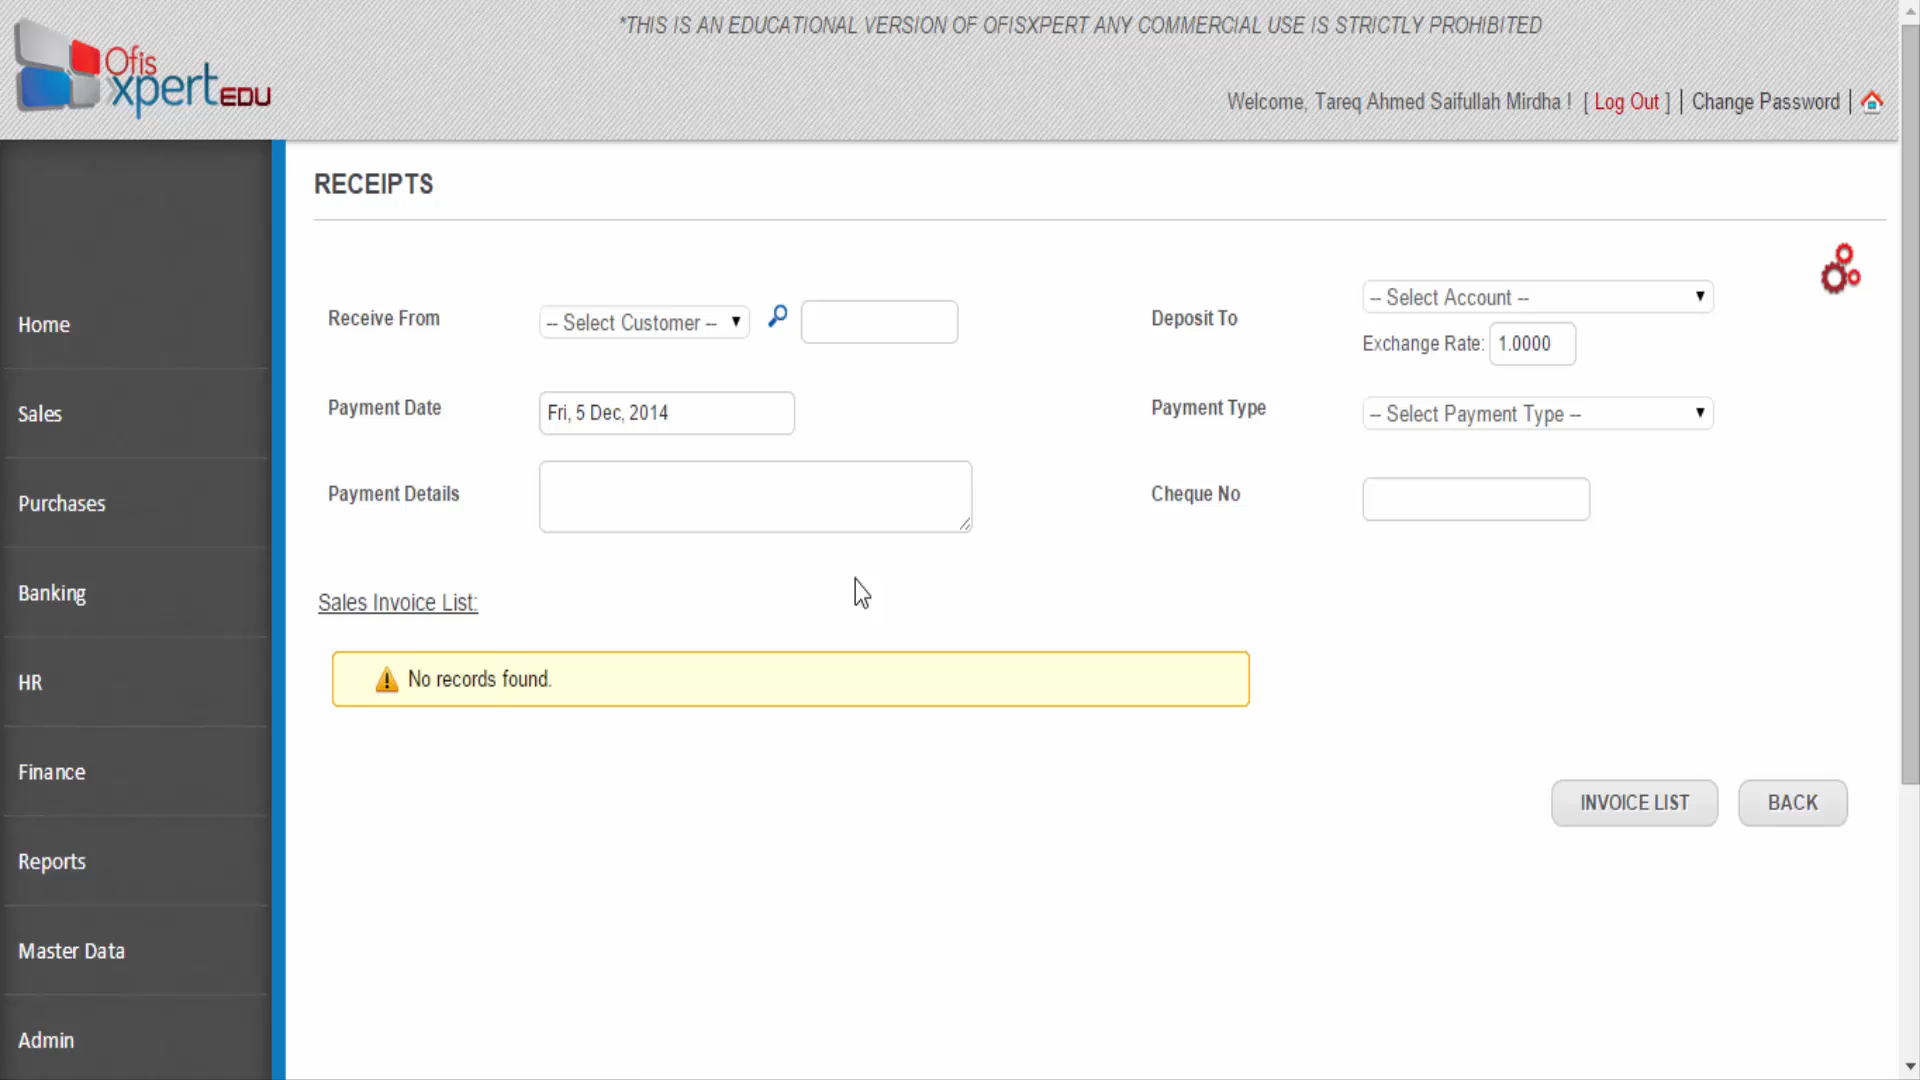 *THIS IS AN EDUCATIONAL VERSION OF OFISXPERT ANY COMMERCIAL USE IS STRICTLY PROHIBITED
Ofis
xpert EDU
Welcome, Tareq Ahmed Saifullah Mirdha ! [ Log Out ] | Change Password |
RECEIPTS
Receive From
-- Select Customer --
Deposit To
-- Select Account --
Exchange Rate: 1.0000
Payment Date
Fri, 5 Dec, 2014
Payment Type
-- Select Payment Type --
Payment Details
Cheque No
Sales Invoice List:
No records found.
INVOICE LIST
BACK
Home
Sales
Purchases
Banking
HR
Finance
Reports
Master Data
Admin